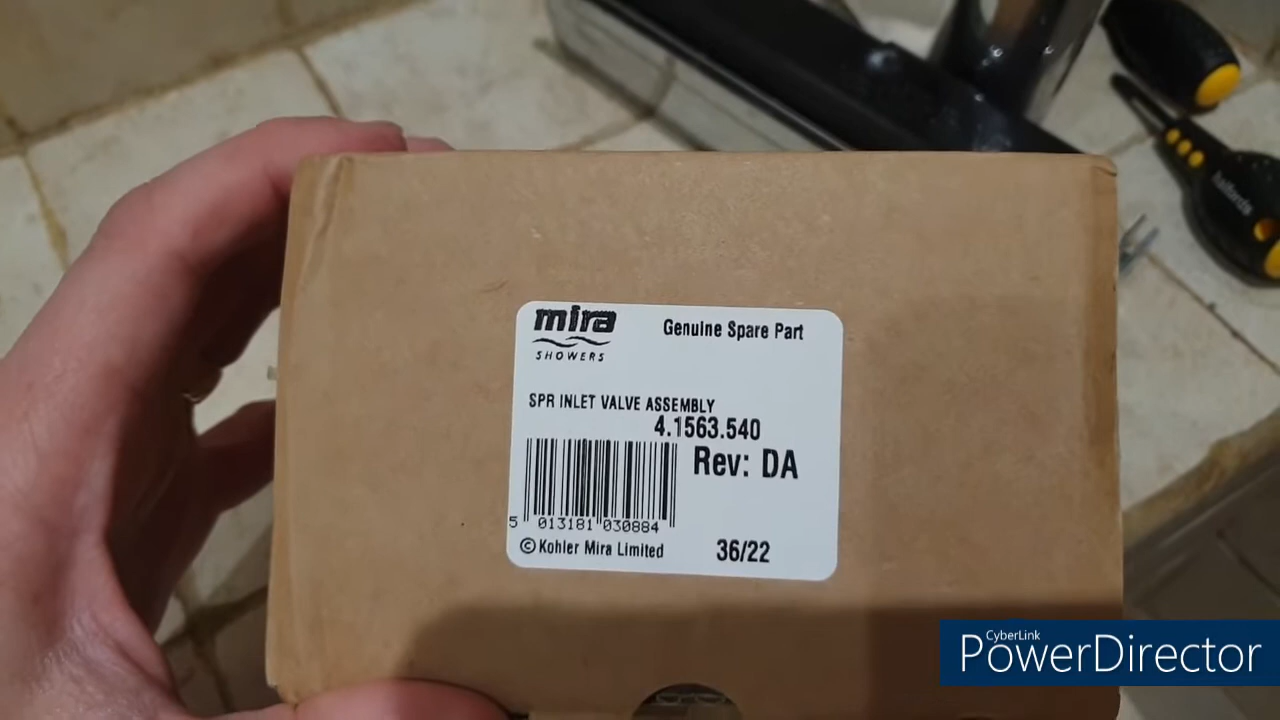 mira
SHOWERS
Genuine Spare Part
SPR INLET VALVE ASSEMBLY
4.1563.540
Rev: DA
5 013181 030884
© Kohler Mira Limited
36/22
halfords
CyberLink
PowerDirector